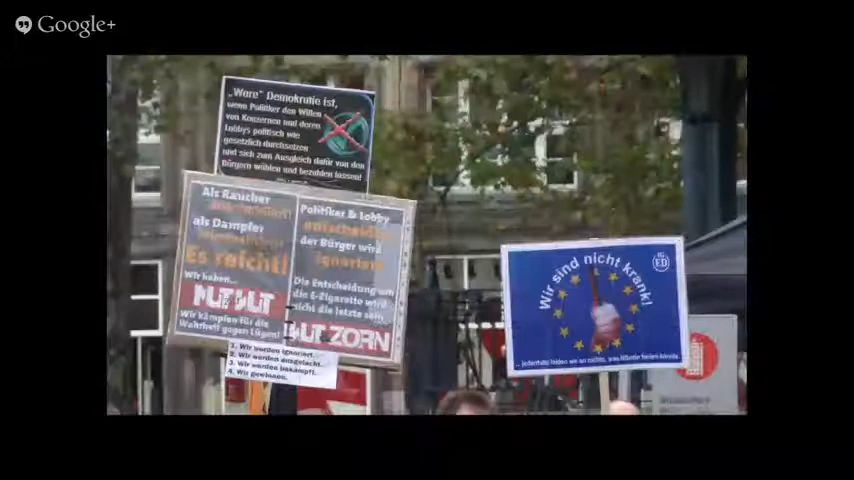 Google+
„Ware" Demokratie ist,
wenn Politiker den Willen
von Konzernen und deren
Lobbys politisch wie
gesetzlich durchsetzen
und sich zum Ausgleich dafür von den
Bürgern wählen und bezahlen lassen!
Als Raucher
als Dampfer
Es reicht!
Wir haben...
Wir kämpfen für die
Wahrheit gegen Lügen!
Politiker & Lobby
entscheiden
der Bürger wird
ignoriert
Die Entscheidung um
die E-Zigarette wird
nicht die letzte sein
WUT ZORN
1. Wir wurden ignoriert...
2. Wir wurden ausgelacht...
3. Wir werden bekämpft.
4. Wir gewinnen.
Wir sind nicht krank!
IG
ED